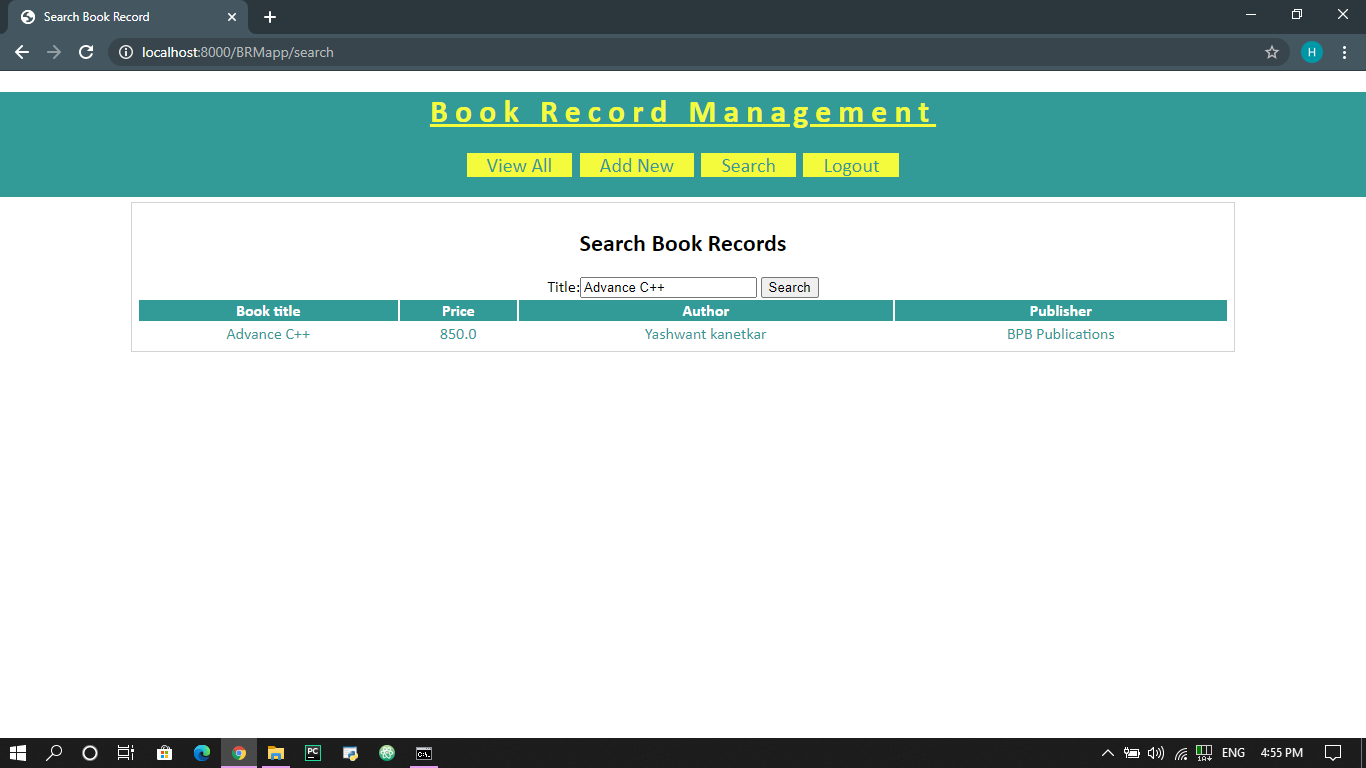 Search Book Record
localhost:8000/BRMapp/search
H
Book Record Management
View All Add New Search Logout
Search Book Records
Title: Advance C++ Search
Book title Price Author Publisher
Advance C++ 850.0 Yashwant kanetkar BPB Publications
PC C:\. ENG 4:55 PM